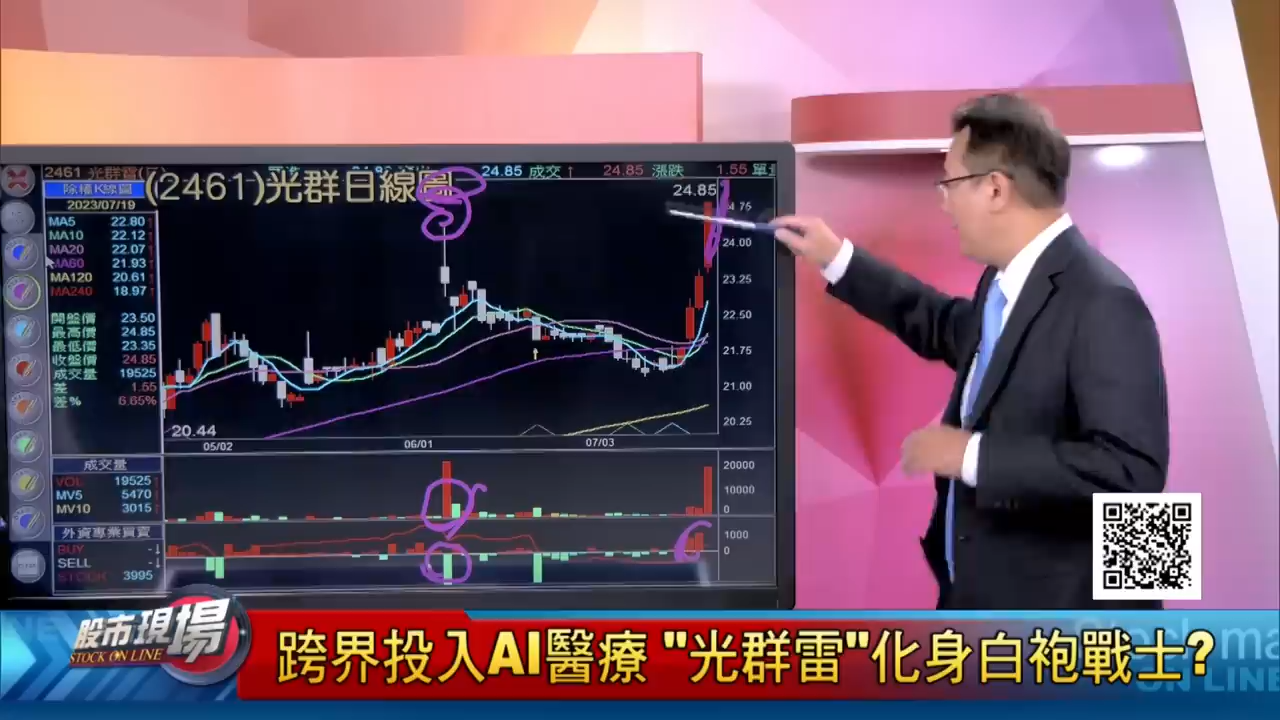 2461 光群雷
24.85 成交↑ 24.85 漲跌 1.55 單
除權K線圖
(2461)光群日線圖
2023/07/19
24.85
MA5 22.80↑
MA10 22.12↑
MA20 22.07↑
MA60 21.93↑
MA120 20.61↑
MA240 18.97↑
開盤價 23.50
最高價 24.85
最低價 23.35
收盤價 24.85
成交量 19525
差 1.55
差% 6.65%
4.75
24.00
23.25
22.50
21.75
21.00
20.25
20.44
05/02 06/01 07/03
成交量
VOL 19525↑
MV5 5470↑
MV10 3015↑
20000
10000
0
外資專業買賣
BUY -↓
SELL -↓
STOCK 3995
1000
0
股市現場
STOCK ON LINE
跨界投入AI醫療 "光群雷"化身白袍戰士?